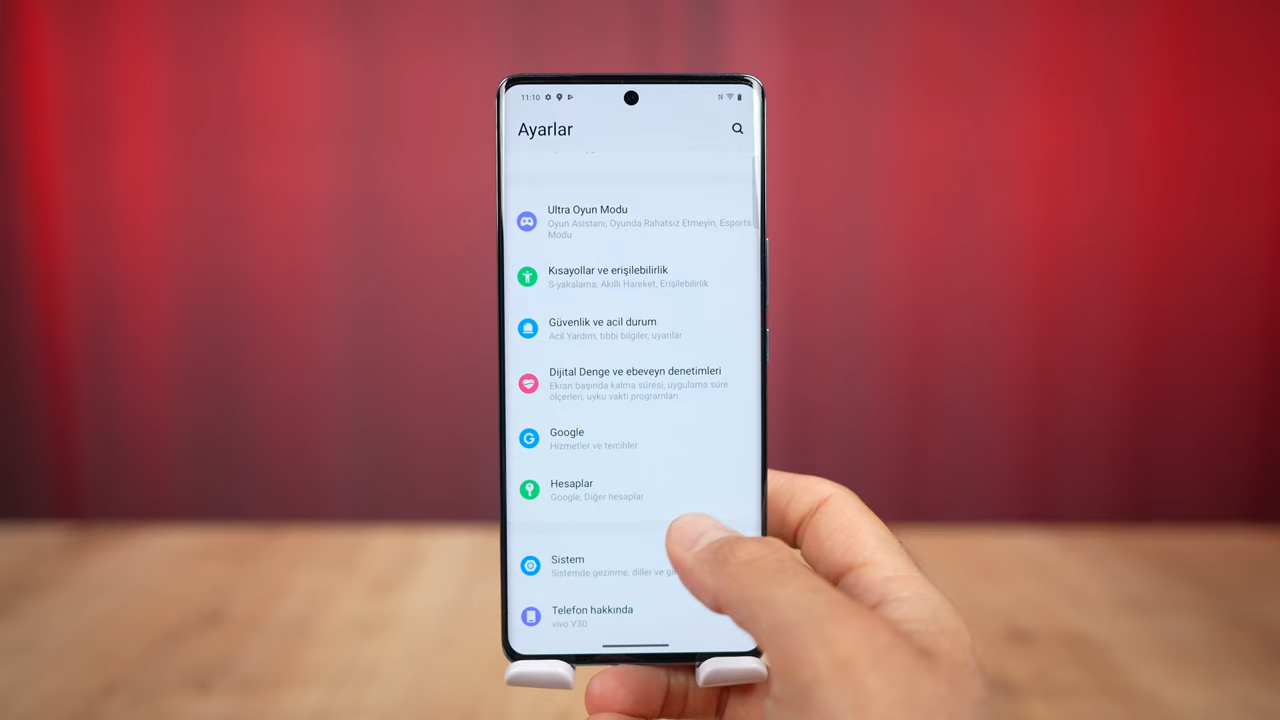 11:10
Ayarlar
Ultra Oyun Modu
Oyun Asistanı, Oyunda Rahatsız Etmeyin, Esports
Modu
Kısayollar ve erişilebilirlik
S-yakalama, Akıllı Hareket, Erişilebilirlik
Güvenlik ve acil durum
Acil Yardım, tıbbi bilgiler, uyarılar
Dijital Denge ve ebeveyn denetimleri
Ekran başında kalma süresi, uygulama süre
ölçerleri, uyku vakti programları
Google
Hizmetler ve tercihler
Hesaplar
Google, Diğer hesaplar
Sistem
Sistemde gezinme, diller ve
Telefon hakkında
vivo V30